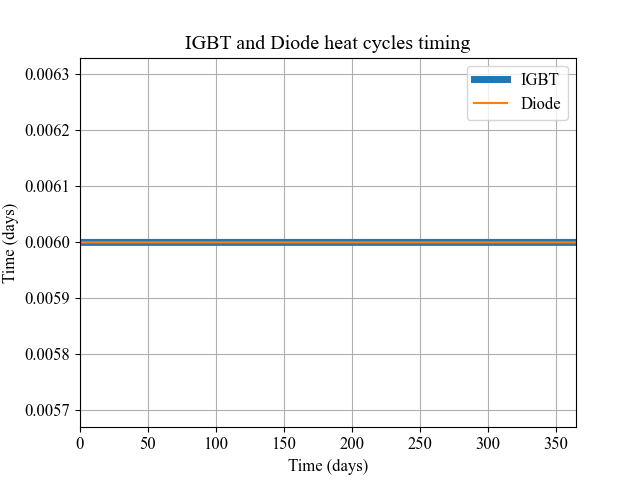 IGBT and Diode heat cycles timing
0.0063
0.0062
0.0061
0.0060
0.0059
0.0058
0.0057
Time (days)
IGBT
Diode
0 50 100 150 200 250 300 350
Time (days)